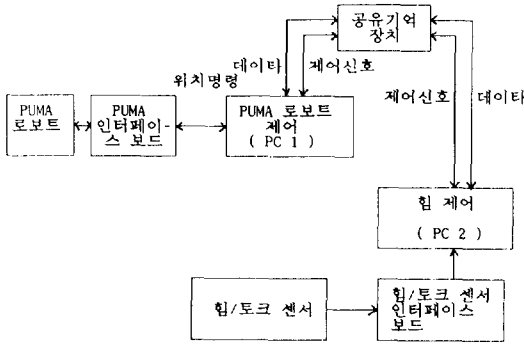 공유기억
장치
데이타
제어신호
위치명령
제어신호
데이타
PUMA
로보트
PUMA
인터페이-
스 보드
PUMA 로보트
제어
( PC 1 )
힘 제어
( PC 2 )
힘/토크 센서
힘/토크 센서
인터페이스
보드